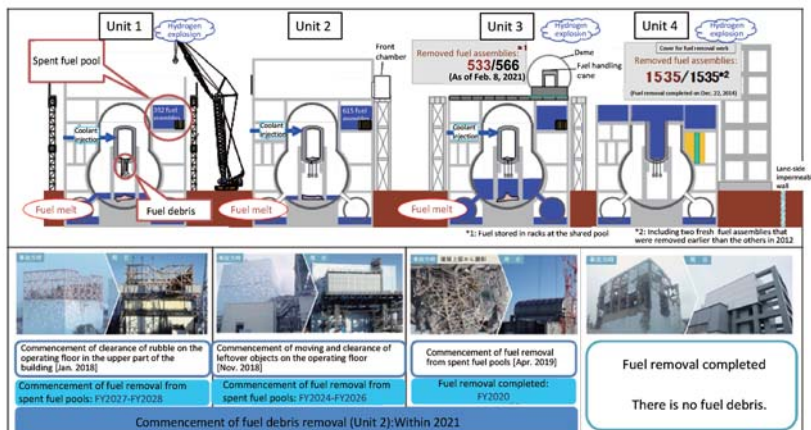 Unit 1
Unit 2
Unit 3
Unit 4
Hydrogen
explosion
Hydrogen
explosion
Hydrogen
explosion
Spent fuel pool
Front
chamber
*1
Removed fuel assemblies:
533/566
(As of Feb. 8, 2021)
Dome
Fuel handling
Cover for fuel removal work
Removed fuel assemblies:
1535/1535*2
(Fuel removal completed on Dec. 22, 2014)
392 fuel
assemblies
615 fuel
assemblies
Coolant
injection
Coolant
injection
Coolant
injection
Land-side
impermeable
wall
Fuel melt
Fuel debris
Fuel melt
Fuel melt
*1: Fuel stored in racks at the shared pool
*2: Including two fresh fuel assemblies that
were removed earlier than the others in 2012
Commencement of clearance of rubble on the
operating floor in the upper part of the
building [Jan. 2018]
Commencement of moving and clearance of
leftover objects on the operating floor
[Nov. 2018]
Commencement of fuel removal
from spent fuel pools [Apr. 2019]
Fuel removal completed
There is no fuel debris.
Commencement of fuel removal from
spent fuel pools: FY2027-FY2028
Commencement of fuel removal from
spent fuel pools: FY2024-FY2026
Fuel removal completed:
FY2020
Commencement of fuel debris removal (Unit 2):Within 2021